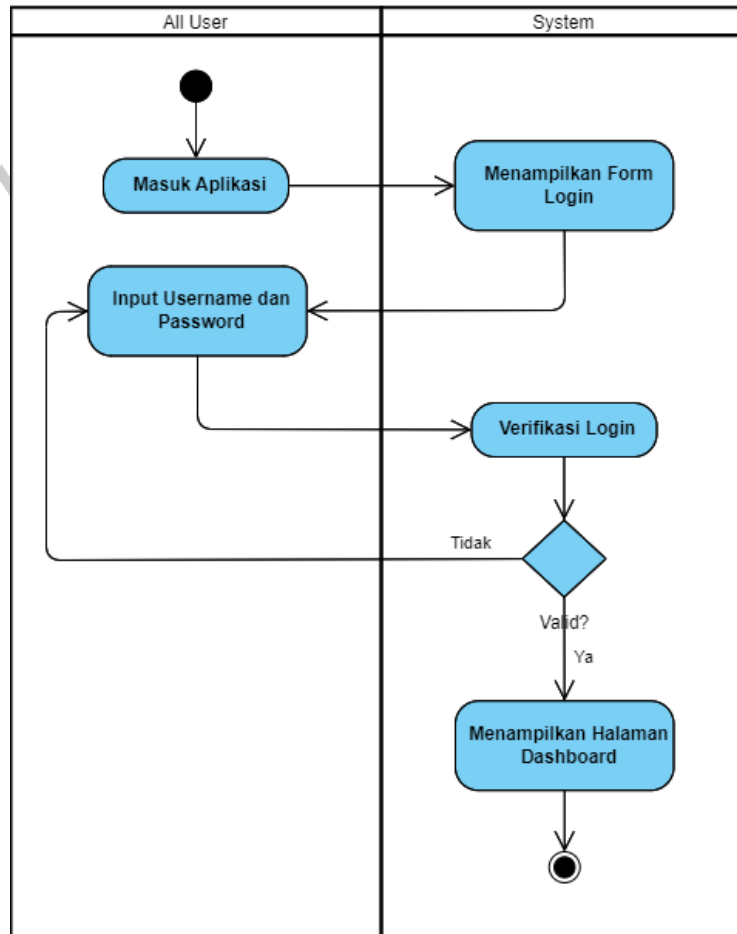 All User
System
Masuk Aplikasi
Menampilkan Form
Login
Input Username dan
Password
Verifikasi Login
Tidak
Valid?
Ya
Menampilkan Halaman
Dashboard